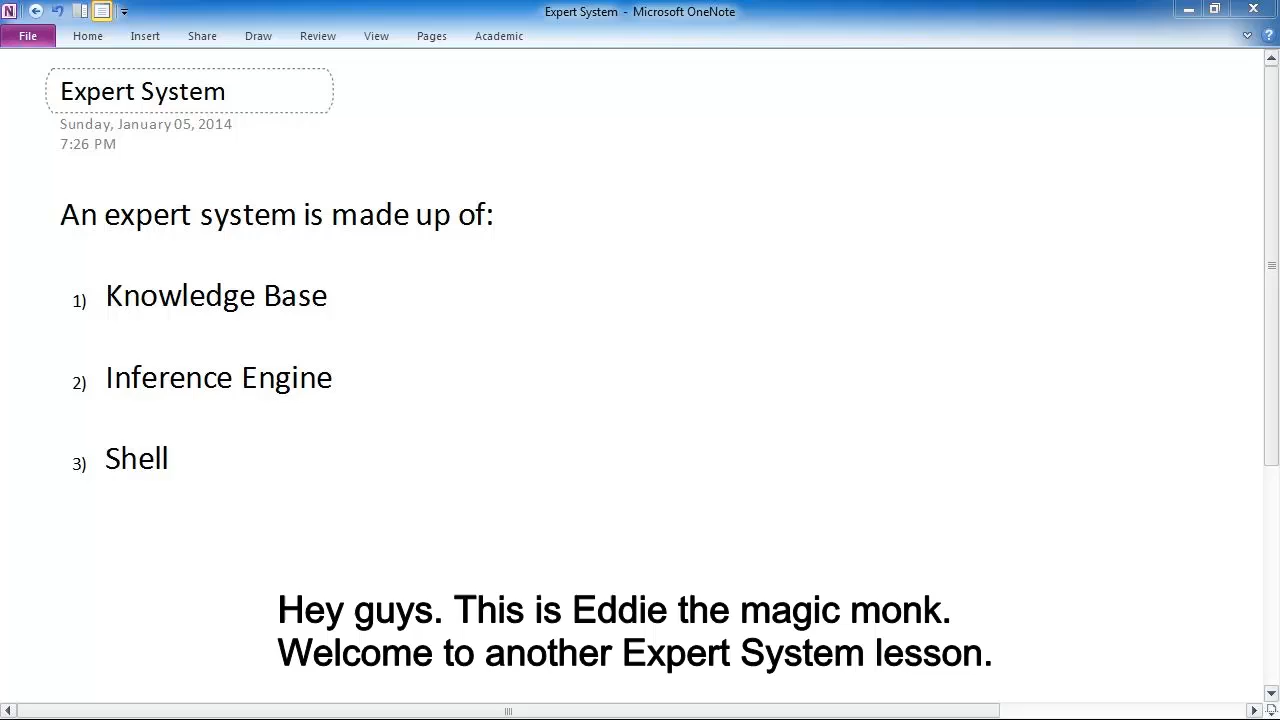 Expert System - Microsoft OneNote
File Home Insert Share Draw Review View Pages Academic
Expert System
Sunday, January 05, 2014
7:26 PM
An expert system is made up of:
1) Knowledge Base
2) Inference Engine
3) Shell
Hey guys. This is Eddie the magic monk.
Welcome to another Expert System lesson.